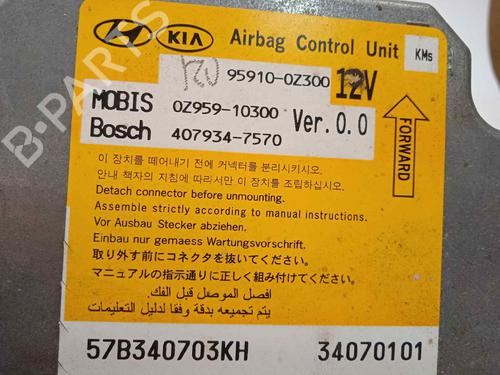 HYUNDAI KIA Airbag Control Unit KMs
95910-0Z300 12V
MOBIS 0Z959-10300 Ver.0.0
Bosch 407934-7570
FORWARD
이 장치를 떼어내기 전에 커넥터를 분리시키시오.
안내 책자의 지침에 따라서만 이 장치를 조립하십시오.
Detach connector before unmounting.
Assemble strictly according to manual instructions.
Vor Ausbau Stecker abziehen.
Einbau nur gemaess Wartungsvorschrift.
取り外す前にコネクタを抜いてください。
マニュアルの指示通りに正しく組み付けてください。
افصل الموصل قبل الفك.
يتم تجميعه بدقة وفقا لدليل التعليمات
57B340703KH 34070101
B-PARTS